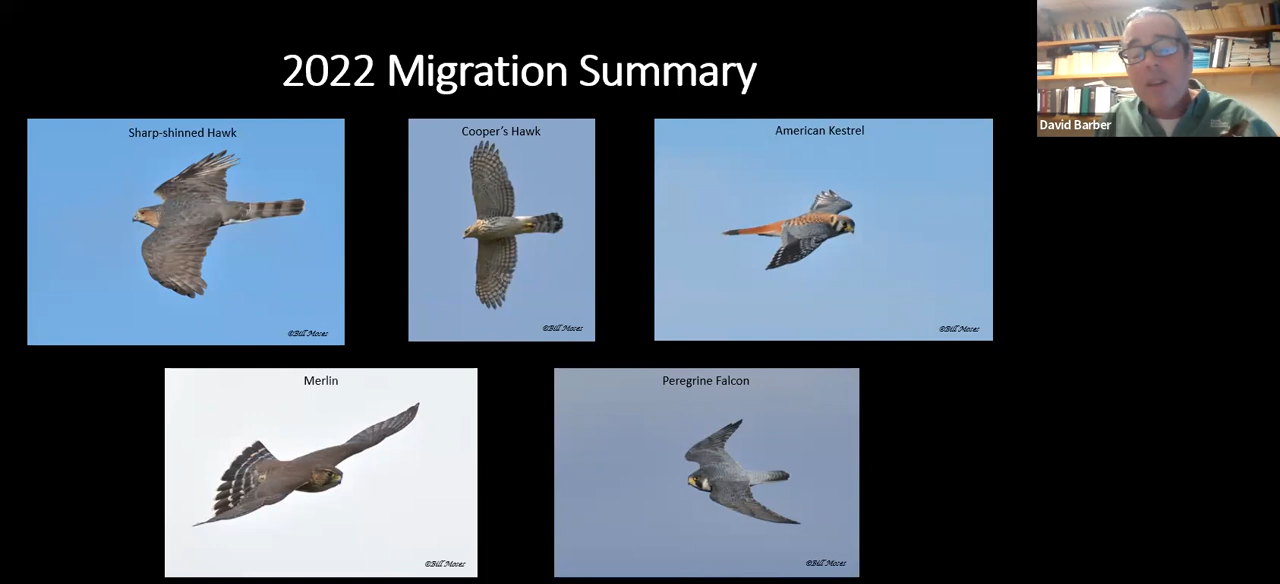 2022 Migration Summary
David Barber
Sharp-shinned Hawk
Cooper's Hawk
American Kestrel
©Bill Moses
©Bill Moses
©Bill Moses
Merlin
Peregrine Falcon
©Bill Moses
©Bill Moses